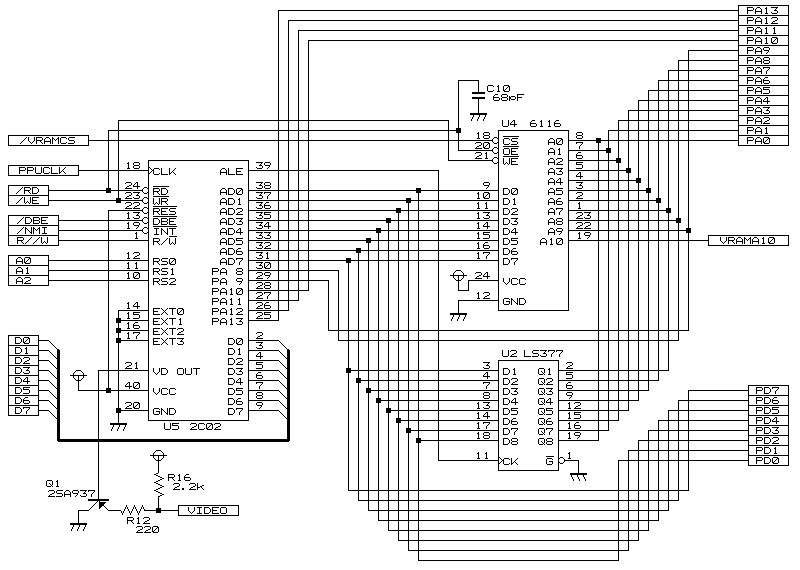 PA13
PA12
PA11
PA10
PA9
PA8
PA7
PA6
PA5
PA4
PA3
PA2
PA1
PA0
C10
68pF
U4 6116
/VRAMCS
PPUCLK
/RD
/WE
/DBE
/NMI
R//W
A0
A1
A2
D0
D1
D2
D3
D4
D5
D6
D7
18 CLK ALE 39
24 RD AD0 38
23 WR AD1 37
22 RES AD2 36
13 DBE AD3 35
19 INT AD4 34
1 R/W AD5 33
AD6 32
12 RS0 AD7 31
11 RS1 PA 8 30
10 RS2 PA 9 29
PA10 28
PA11 27
14 EXT0 PA12 26
15 EXT1 PA13 25
16 EXT2
17 EXT3 D0 2
D1 3
D2 4
21 VD OUT D3 5
D4 6
40 VCC D5 7
D6 8
20 GND D7 9
U5 2C02
18 CS A0 8
20 OE A1 7
21 WE A2 6
A3 5
A4 4
9 D0 A5 3
10 D1 A6 2
11 D2 A7 1
13 D3 A8 23
14 D4 A9 22
15 D5 A10 19
16 D6
17 D7
24 VCC
12 GND
VRAMA10
U2 LS377
3 D1 Q1 2
4 D2 Q2 5
7 D3 Q3 6
8 D4 Q4 9
13 D5 Q5 12
14 D6 Q6 15
17 D7 Q7 16
18 D8 Q8 19
11 CK G 1
PD7
PD6
PD5
PD4
PD3
PD2
PD1
PD0
Q1
2SA937
R16
2.2k
R12
220
VIDEO